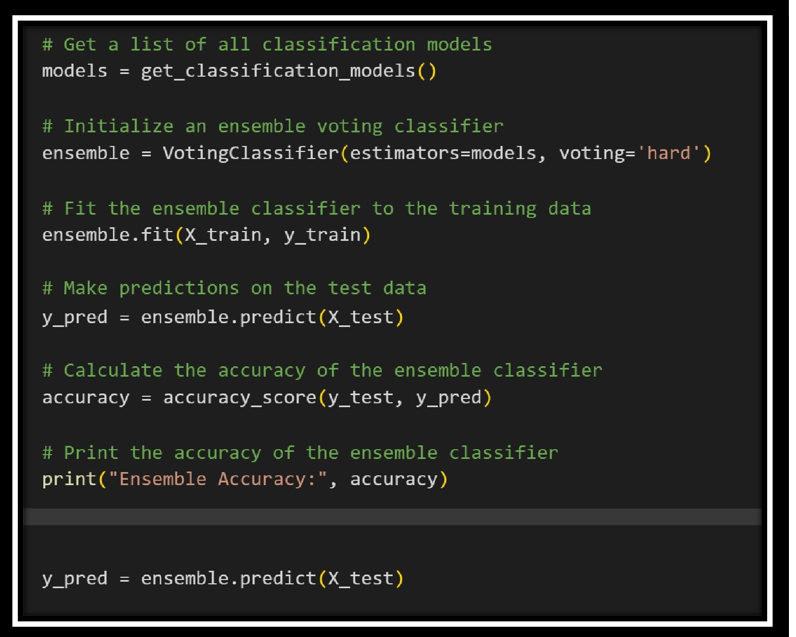 # Get a list of all classification models
models = get_classification_models()
# Initialize an ensemble voting classifier
ensemble = VotingClassifier(estimators=models, voting='hard')
# Fit the ensemble classifier to the training data
ensemble.fit(X_train, y_train)
# Make predictions on the test data
y_pred = ensemble.predict(X_test)
# Calculate the accuracy of the ensemble classifier
accuracy = accuracy_score(y_test, y_pred)
# Print the accuracy of the ensemble classifier
print("Ensemble Accuracy:", accuracy)
y_pred = ensemble.predict(X_test)